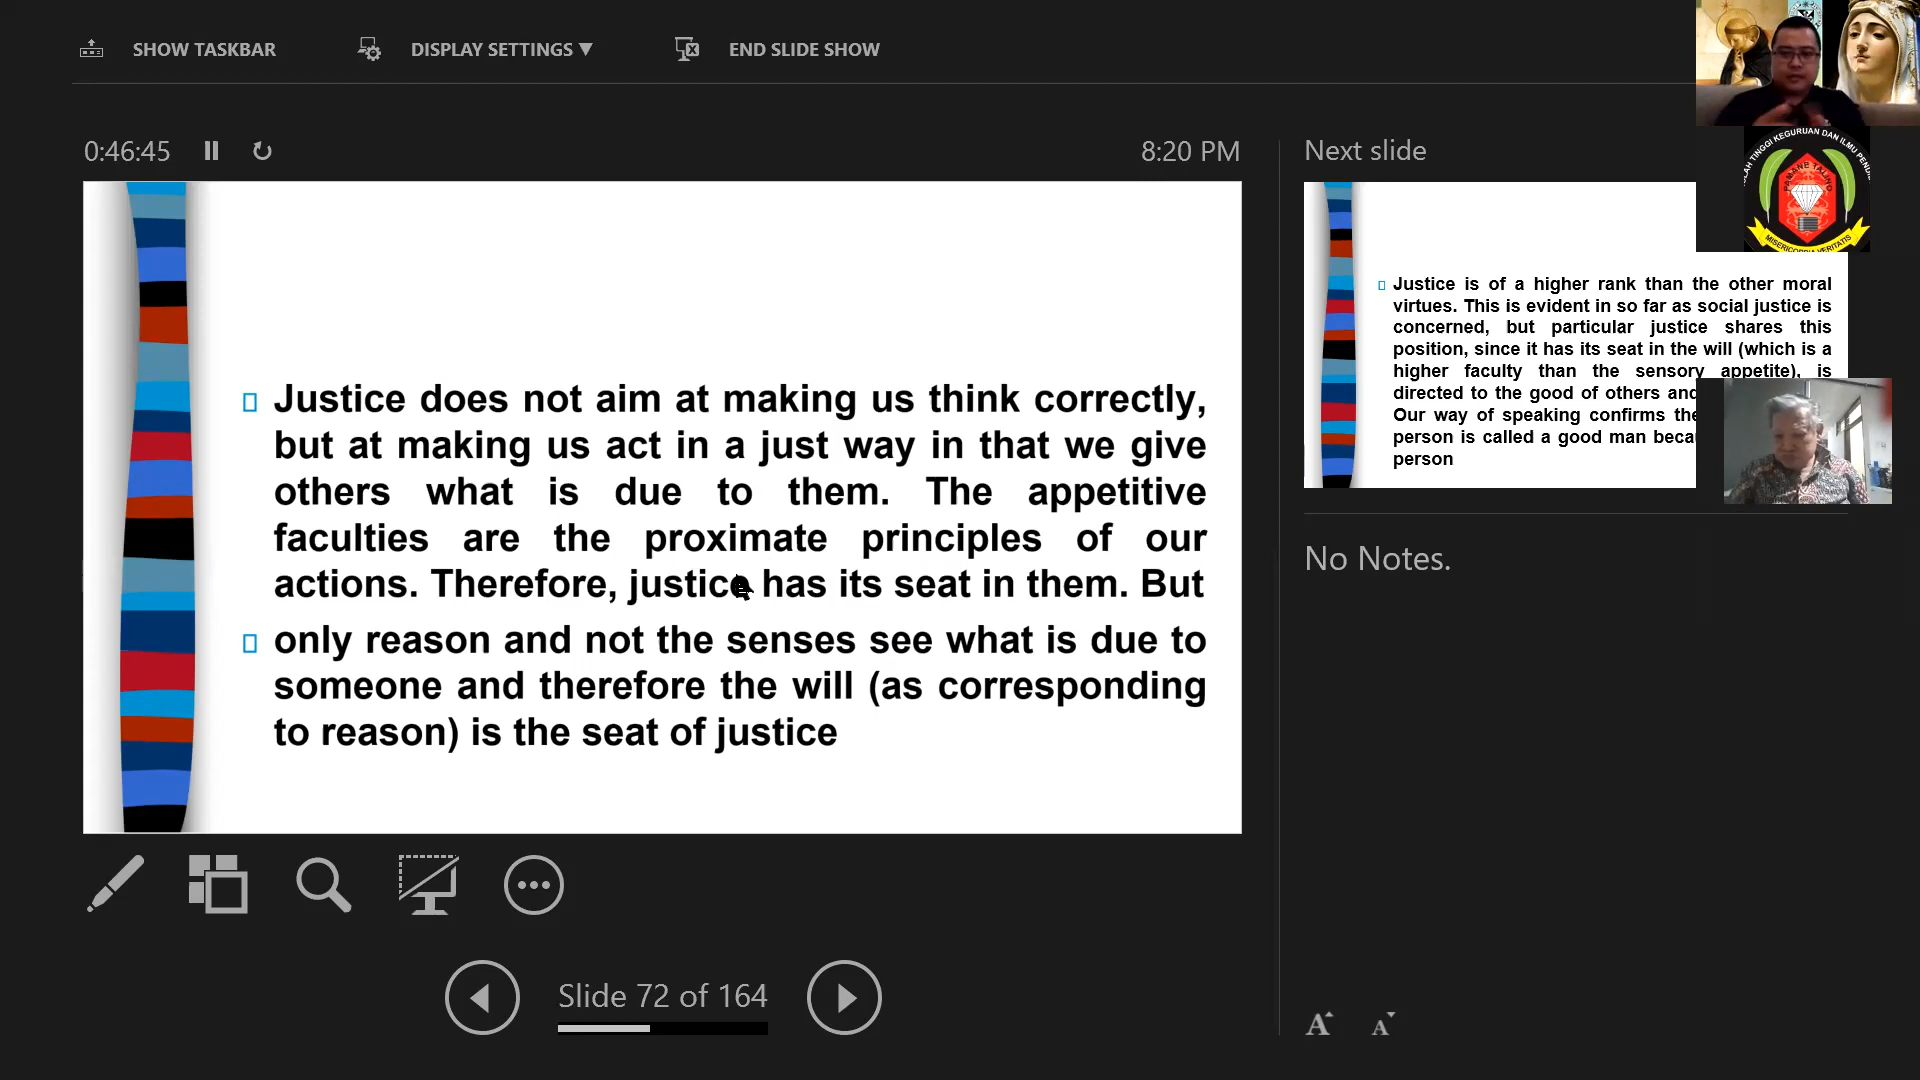 SHOW TASKBAR
DISPLAY SETTINGS ▼
END SLIDE SHOW
0:46:45
8:20 PM
Justice does not aim at making us think correctly,
but at making us act in a just way in that we give
others what is due to them. The appetitive
faculties are the proximate principles of our
actions. Therefore, justice has its seat in them. But
only reason and not the senses see what is due to
someone and therefore the will (as corresponding
to reason) is the seat of justice
Slide 72 of 164
Next slide
Justice is of a higher rank than the other moral
virtues. This is evident in so far as social justice is
concerned, but particular justice shares this
position, since it has its seat in the will (which is a
higher faculty than the sensory appetite), is
directed to the good of others and
Our way of speaking confirms the
person is called a good man
person
No Notes.
A A
TINGGI KEGURUAN DAN ILMU
MISERICORDIA VERITATIS